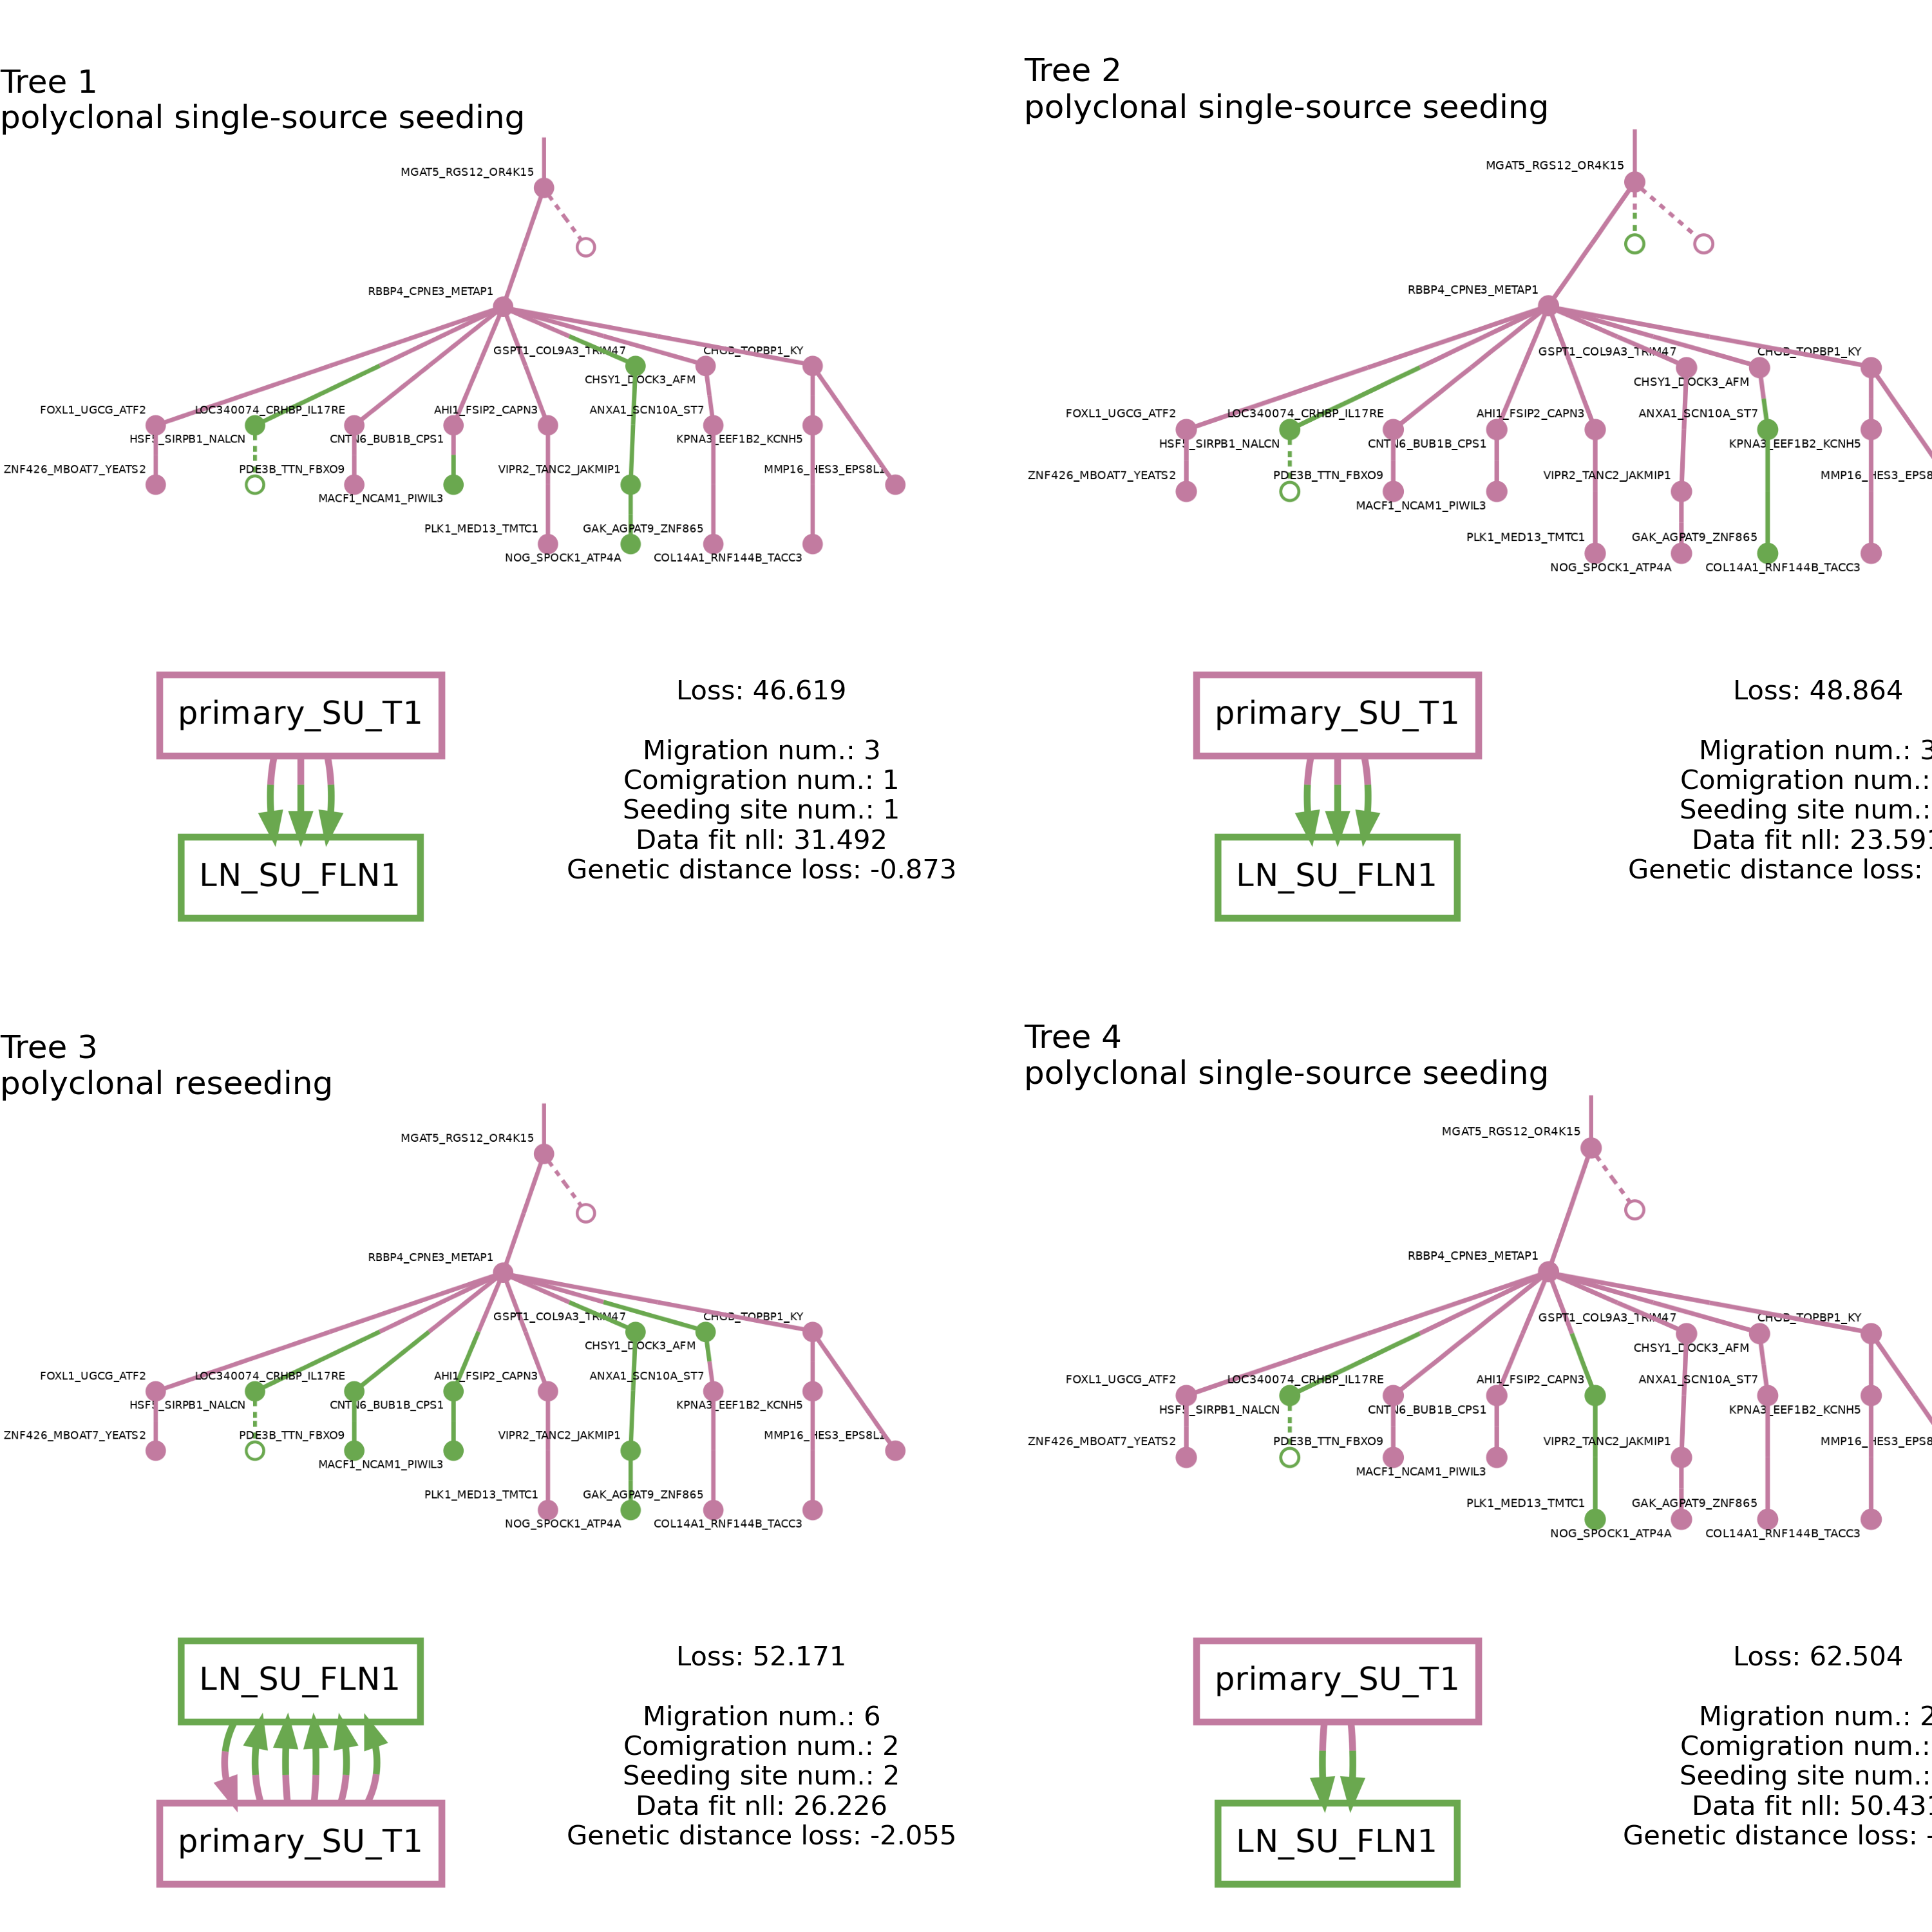 Tree 1
polyclonal single-source seeding
MGAT5_RGS12_OR4K15
RBBP4_CPNE3_METAP1
GSPT1_COL9A3_TRIM47
CHGB_TOPBP1_KY
CHSY1_DOCK3_AFM
FOXL1_UGCG_ATF2
LOC340074_CRHBP_IL17RE
AHI1_FSIP2_CAPN3
ANXA1_SCN10A_ST7
HSF5_SIRPB1_NALCN
CNTN6_BUB1B_CPS1
KPNA3_EEF1B2_KCNH5
ZNF426_MBOAT7_YEATS2
PDE3B_TTN_FBXO9
VIPR2_TANC2_JAKMIP1
MMP16_HES3_EPS8L1
MACF1_NCAM1_PIWIL3
PLK1_MED13_TMTC1
GAK_AGPAT9_ZNF865
NOG_SPOCK1_ATP4A
COL14A1_RNF144B_TACC3
primary_SU_T1
LN_SU_FLN1
Loss: 46.619
Migration num.: 3
Comigration num.: 1
Seeding site num.: 1
Data fit nll: 31.492
Genetic distance loss: -0.873
Tree 2
polyclonal single-source seeding
MGAT5_RGS12_OR4K15
RBBP4_CPNE3_METAP1
GSPT1_COL9A3_TRIM47
CHGB_TOPBP1_KY
CHSY1_DOCK3_AFM
FOXL1_UGCG_ATF2
LOC340074_CRHBP_IL17RE
AHI1_FSIP2_CAPN3
ANXA1_SCN10A_ST7
HSF5_SIRPB1_NALCN
CNTN6_BUB1B_CPS1
KPNA3_EEF1B2_KCNH5
ZNF426_MBOAT7_YEATS2
PDE3B_TTN_FBXO9
VIPR2_TANC2_JAKMIP1
MMP16_HES3_EPS8
MACF1_NCAM1_PIWIL3
PLK1_MED13_TMTC1
GAK_AGPAT9_ZNF865
NOG_SPOCK1_ATP4A
COL14A1_RNF144B_TACC3
primary_SU_T1
LN_SU_FLN1
Loss: 48.864
Migration num.: 3
Comigration num.:
Seeding site num.:
Data fit nll: 23.591
Genetic distance loss:
Tree 3
polyclonal reseeding
MGAT5_RGS12_OR4K15
RBBP4_CPNE3_METAP1
GSPT1_COL9A3_TRIM47
CHGB_TOPBP1_KY
CHSY1_DOCK3_AFM
FOXL1_UGCG_ATF2
LOC340074_CRHBP_IL17RE
AHI1_FSIP2_CAPN3
ANXA1_SCN10A_ST7
HSF5_SIRPB1_NALCN
CNTN6_BUB1B_CPS1
KPNA3_EEF1B2_KCNH5
ZNF426_MBOAT7_YEATS2
PDE3B_TTN_FBXO9
VIPR2_TANC2_JAKMIP1
MMP16_HES3_EPS8L1
MACF1_NCAM1_PIWIL3
PLK1_MED13_TMTC1
GAK_AGPAT9_ZNF865
NOG_SPOCK1_ATP4A
COL14A1_RNF144B_TACC3
LN_SU_FLN1
primary_SU_T1
Loss: 52.171
Migration num.: 6
Comigration num.: 2
Seeding site num.: 2
Data fit nll: 26.226
Genetic distance loss: -2.055
Tree 4
polyclonal single-source seeding
MGAT5_RGS12_OR4K15
RBBP4_CPNE3_METAP1
GSPT1_COL9A3_TRIM47
CHGB_TOPBP1_KY
CHSY1_DOCK3_AFM
FOXL1_UGCG_ATF2
LOC340074_CRHBP_IL17RE
AHI1_FSIP2_CAPN3
ANXA1_SCN10A_ST7
HSF5_SIRPB1_NALCN
CNTN6_BUB1B_CPS1
KPNA3_EEF1B2_KCNH5
ZNF426_MBOAT7_YEATS2
PDE3B_TTN_FBXO9
VIPR2_TANC2_JAKMIP1
MMP16_HES3_EPS8
MACF1_NCAM1_PIWIL3
PLK1_MED13_TMTC1
GAK_AGPAT9_ZNF865
NOG_SPOCK1_ATP4A
COL14A1_RNF144B_TACC3
primary_SU_T1
LN_SU_FLN1
Loss: 62.504
Migration num.: 2
Comigration num.:
Seeding site num.:
Data fit nll: 50.431
Genetic distance loss: -